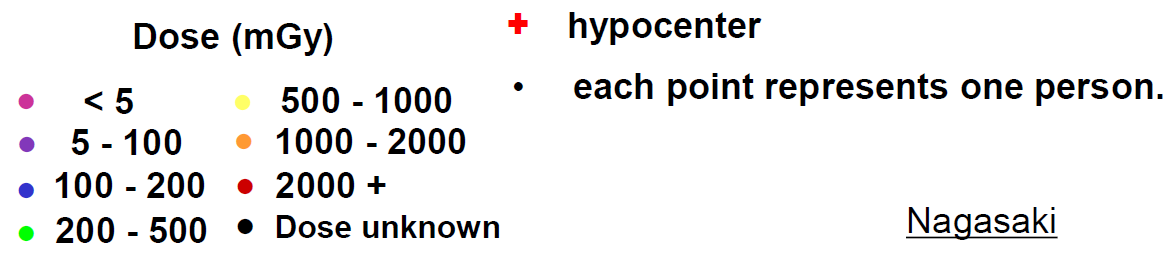 Dose (mGy)
< 5
5 - 100
100 - 200
200 - 500
500 - 1000
1000 - 2000
2000 +
Dose unknown
hypocenter
each point represents one person.
Nagasaki